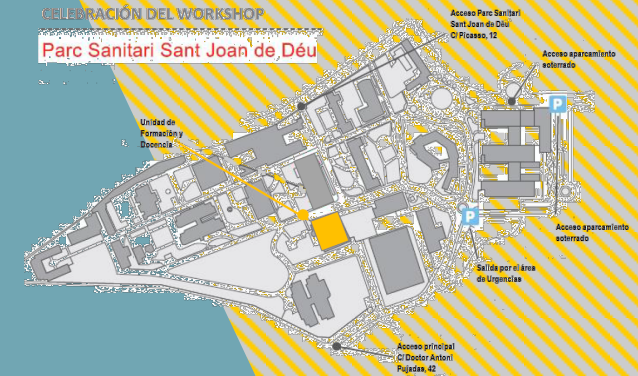 CELEBRACIÓN DEL WORKSHOP
Parc Sanitari Sant Joan de Déu
Acceso Parc Sanitari
Sant Joan de Déu
C/ Picasso, 12
Acceso aparcamiento
soterrado
P
Unidad de
Formación y
Docencia
P
Acceso aparcamiento
soterrado
Salida por el área
de Urgencias
Acceso principal
C/ Doctor Antoni
Pujadas, 42